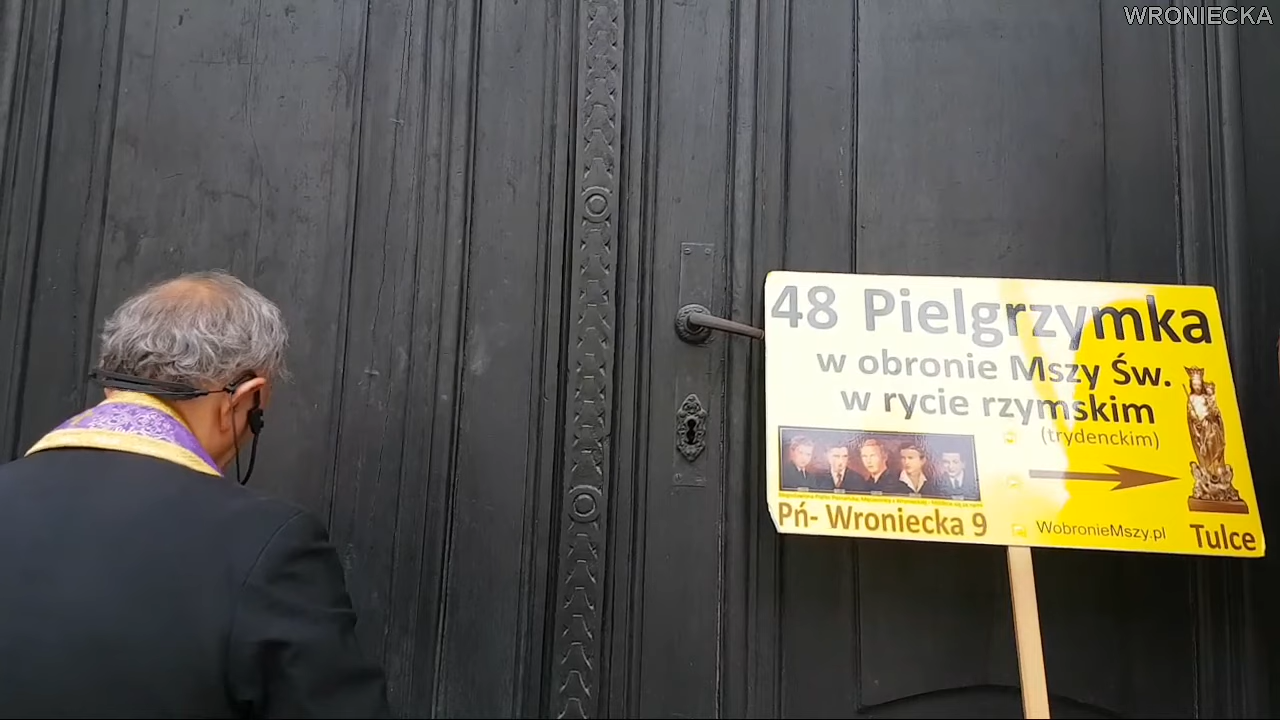 WRONIECKA
48 Pielgrzymka
w obronie Mszy Św.
w rycie rzymskim
(trydenckim)
Pń- Wroniecka 9
WobronieMszy.pl
Tulce